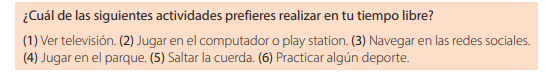 ¿Cuál de las siguientes actividades prefieres realizar en tu tiempo libre?
(1) Ver televisión. (2) Jugar en el computador o play station. (3) Navegar en las redes sociales.
(4) Jugar en el parque. (5) Saltar la cuerda. (6) Practicar algún deporte.